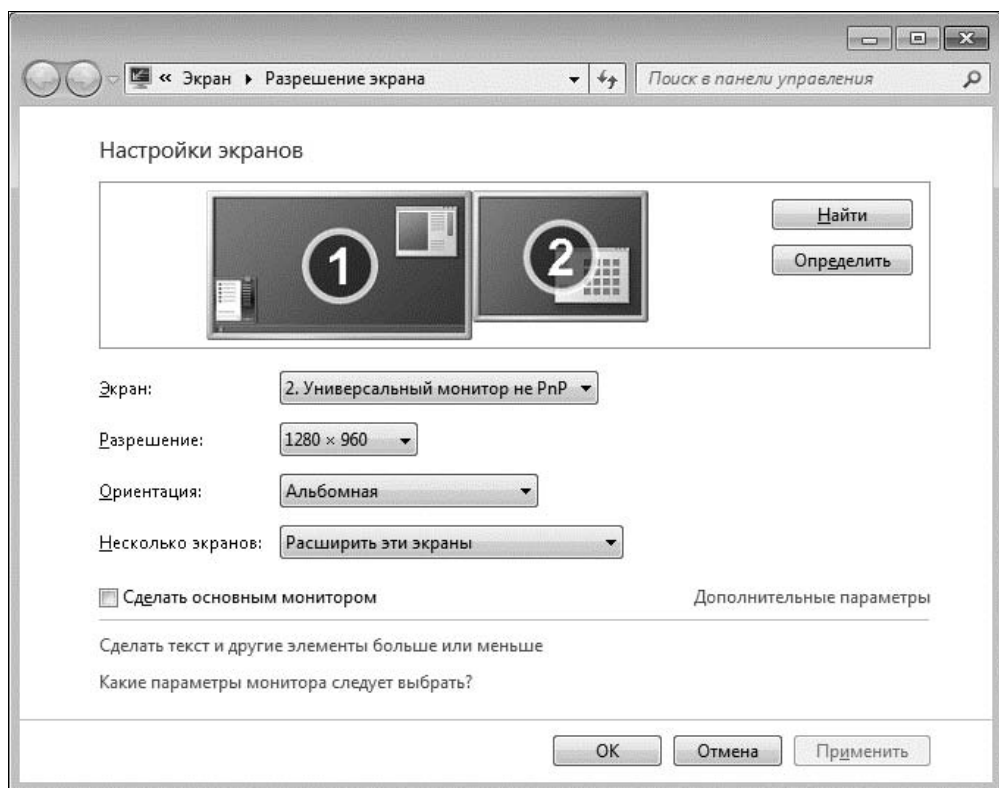 « Экран ▸ Разрешение экрана
Поиск в панели управления
Настройки экранов
1
2
Найти
Определить
Экран:
2. Универсальный монитор не PnP
Разрешение:
1280 × 960
Ориентация:
Альбомная
Несколько экранов:
Расширить эти экраны
Сделать основным монитором
Дополнительные параметры
Сделать текст и другие элементы больше или меньше
Какие параметры монитора следует выбрать?
ОК
Отмена
Применить